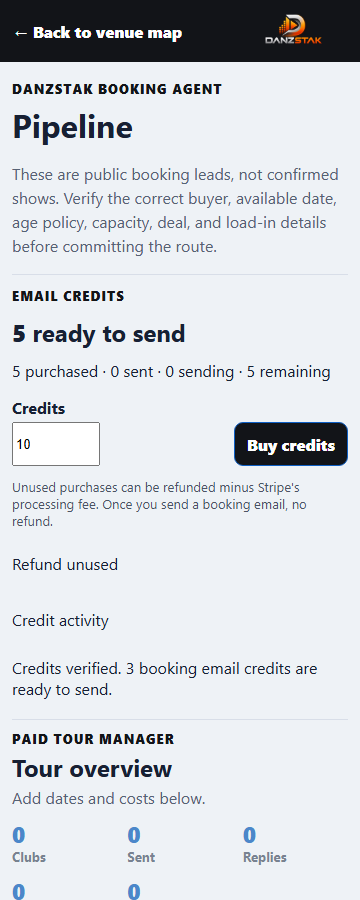 ← Back to venue map
DANZSTAK
DANZSTAK BOOKING AGENT
Pipeline
These are public booking leads, not confirmed
shows. Verify the correct buyer, available date,
age policy, capacity, deal, and load-in details
before committing the route.
EMAIL CREDITS
5 ready to send
5 purchased · 0 sent · 0 sending · 5 remaining
Credits
10
Buy credits
Unused purchases can be refunded minus Stripe's
processing fee. Once you send a booking email, no
refund.
Refund unused
Credit activity
Credits verified. 3 booking email credits are
ready to send.
PAID TOUR MANAGER
Tour overview
Add dates and costs below.
0 0 0
Clubs Sent Replies
0 0